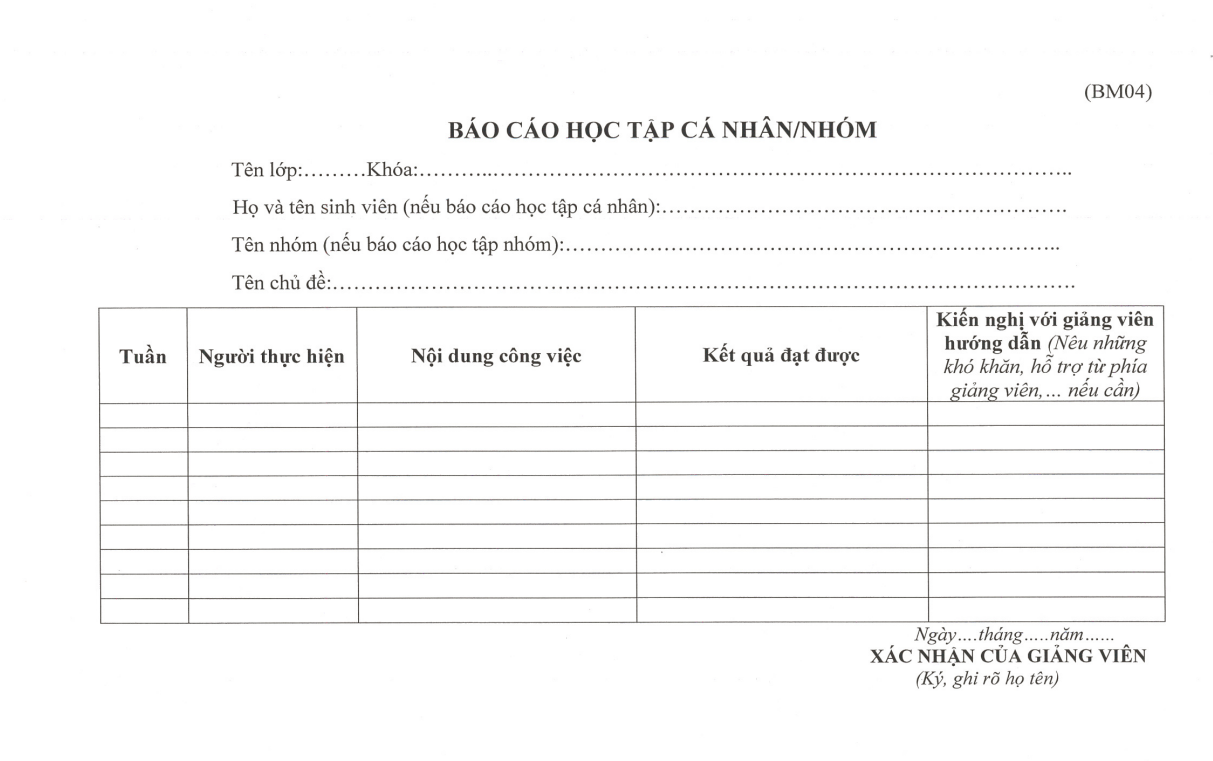 (BM04)
BÁO CÁO HỌC TẬP CÁ NHÂN/NHÓM
Tên lớp:.........Khóa:..........…………………………………………………………………………..
Họ và tên sinh viên (nếu báo cáo học tập cá nhân):…………………………………………………….
Tên nhóm (nếu báo cáo học tập nhóm):………………………………………………………………..
Tên chủ đề:………………………………………………………………………………………………….
Tuần
Người thực hiện
Nội dung công việc
Kết quả đạt được
Kiến nghị với giảng viên
hướng dẫn (Nêu những
khó khăn, hỗ trợ từ phía
giảng viên,... nếu cần)
Ngày....tháng.....năm......
XÁC NHẬN CỦA GIẢNG VIÊN
(Ký, ghi rõ họ tên)